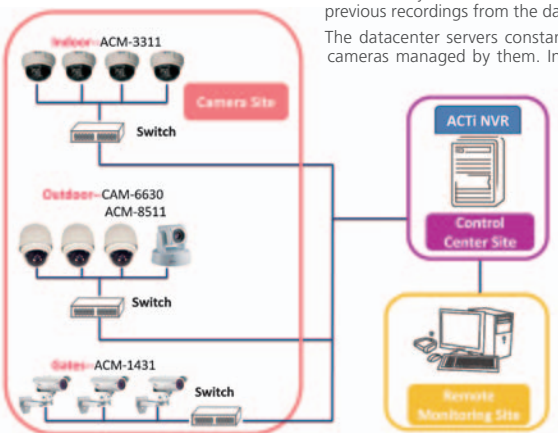 previous recordings from the da
The datacenter servers constan
cameras managed by them. In
Indoor--ACM-3311
Camera Site
Switch
Outdoor--CAM-6630
ACM-8511
Switch
Gates--ACM-1431
Switch
ACTi NVR
Control
Center Site
Remote
Monitoring Site